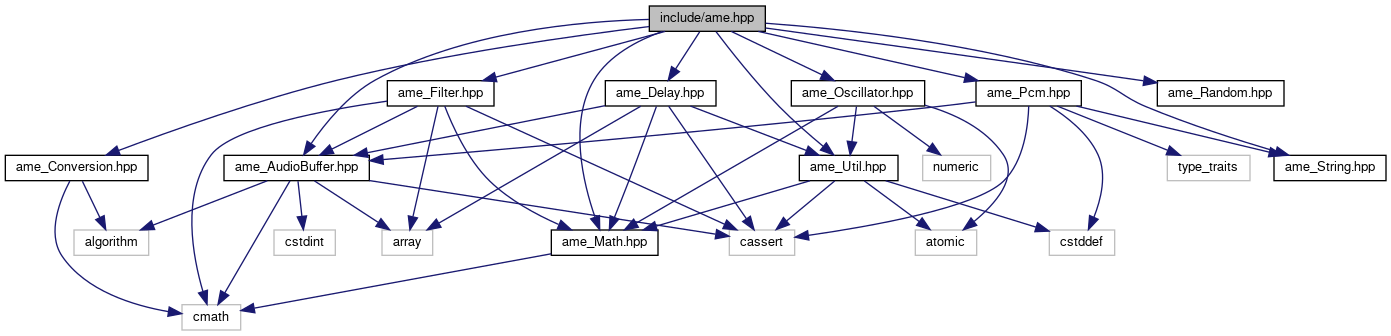 include/ame.hpp
ame_Filter.hpp
ame_Delay.hpp
ame_Oscillator.hpp
ame_Pcm.hpp
ame_Random.hpp
ame_Conversion.hpp
ame_AudioBuffer.hpp
ame_Util.hpp
numeric
type_traits
ame_String.hpp
algorithm
cstdint
array
ame_Math.hpp
cassert
atomic
cstddef
cmath